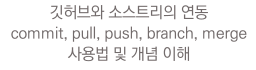 깃허브와 소스트리의 연동
commit, pull, push, branch, merge
사용법 및 개념 이해